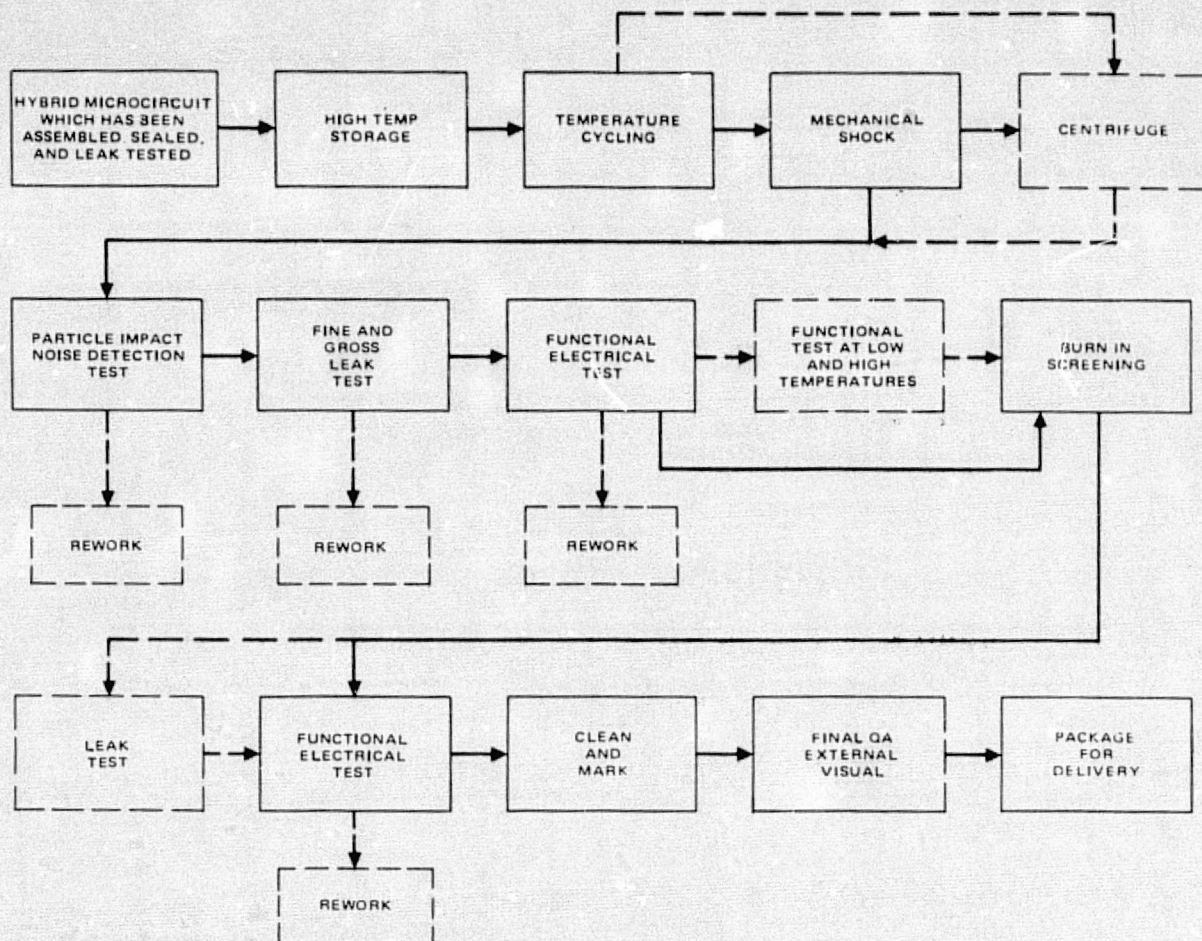 HYBRID MICROCIRCUIT
WHICH HAS BEEN
ASSEMBLED, SEALED,
AND LEAK TESTED
HIGH TEMP
STORAGE
TEMPERATURE
CYCLING
MECHANICAL
SHOCK
CENTRIFUGE
PARTICLE IMPACT
NOISE DETECTION
TEST
FINE AND
GROSS
LEAK
TEST
FUNCTIONAL
ELECTRICAL
TEST
FUNCTIONAL
TEST AT LOW
AND HIGH
TEMPERATURES
BURN IN
SCREENING
REWORK
REWORK
REWORK
LEAK
TEST
FUNCTIONAL
ELECTRICAL
TEST
CLEAN
AND
MARK
FINAL QA
EXTERNAL
VISUAL
PACKAGE
FOR
DELIVERY
REWORK